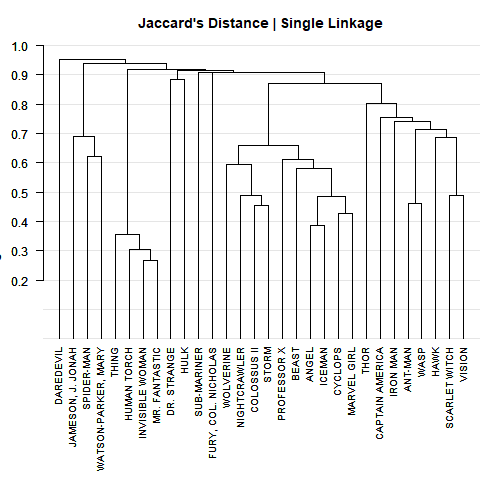 Jaccard's Distance | Single Linkage
1.0
0.9
0.8
0.7
0.6
0.5
0.4
0.3
0.2
DAREDEVIL
JAMESON, J. JONAH
SPIDER-MAN
WATSON-PARKER, MARY
THING
HUMAN TORCH
INVISIBLE WOMAN
MR. FANTASTIC
DR. STRANGE
HULK
SUB-MARINER
FURY, COL. NICHOLAS
WOLVERINE
NIGHTCRAWLER
COLOSSUS II
STORM
PROFESSOR X
BEAST
ANGEL
ICEMAN
CYCLOPS
MARVEL GIRL
THOR
CAPTAIN AMERICA
IRON MAN
ANT-MAN
WASP
HAWK
SCARLET WITCH
VISION